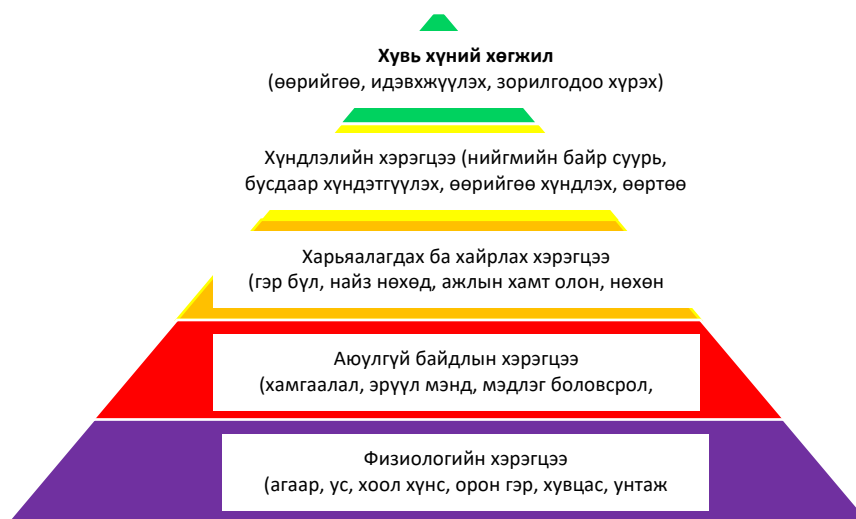 Хувь хүний хөгжил
(өөрийгөө, идэвхжүүлэх, зорилгодоо хүрэх)
Хүндлэлийн хэрэгцээ (нийгмийн байр суурь,
бусдаар хүндэтгүүлэх, өөрийгөө хүндлэх, өөртөө
Харьяалагдах ба хайрлах хэрэгцээ
(гэр бүл, найз нөхөд, ажлын хамт олон, нөхөн
Аюулгүй байдлын хэрэгцээ
(хамгаалал, эрүүл мэнд, мэдлэг боловсрол,
Физиологийн хэрэгцээ
(агаар, ус, хоол хүнс, орон гэр, хувцас, унтаж